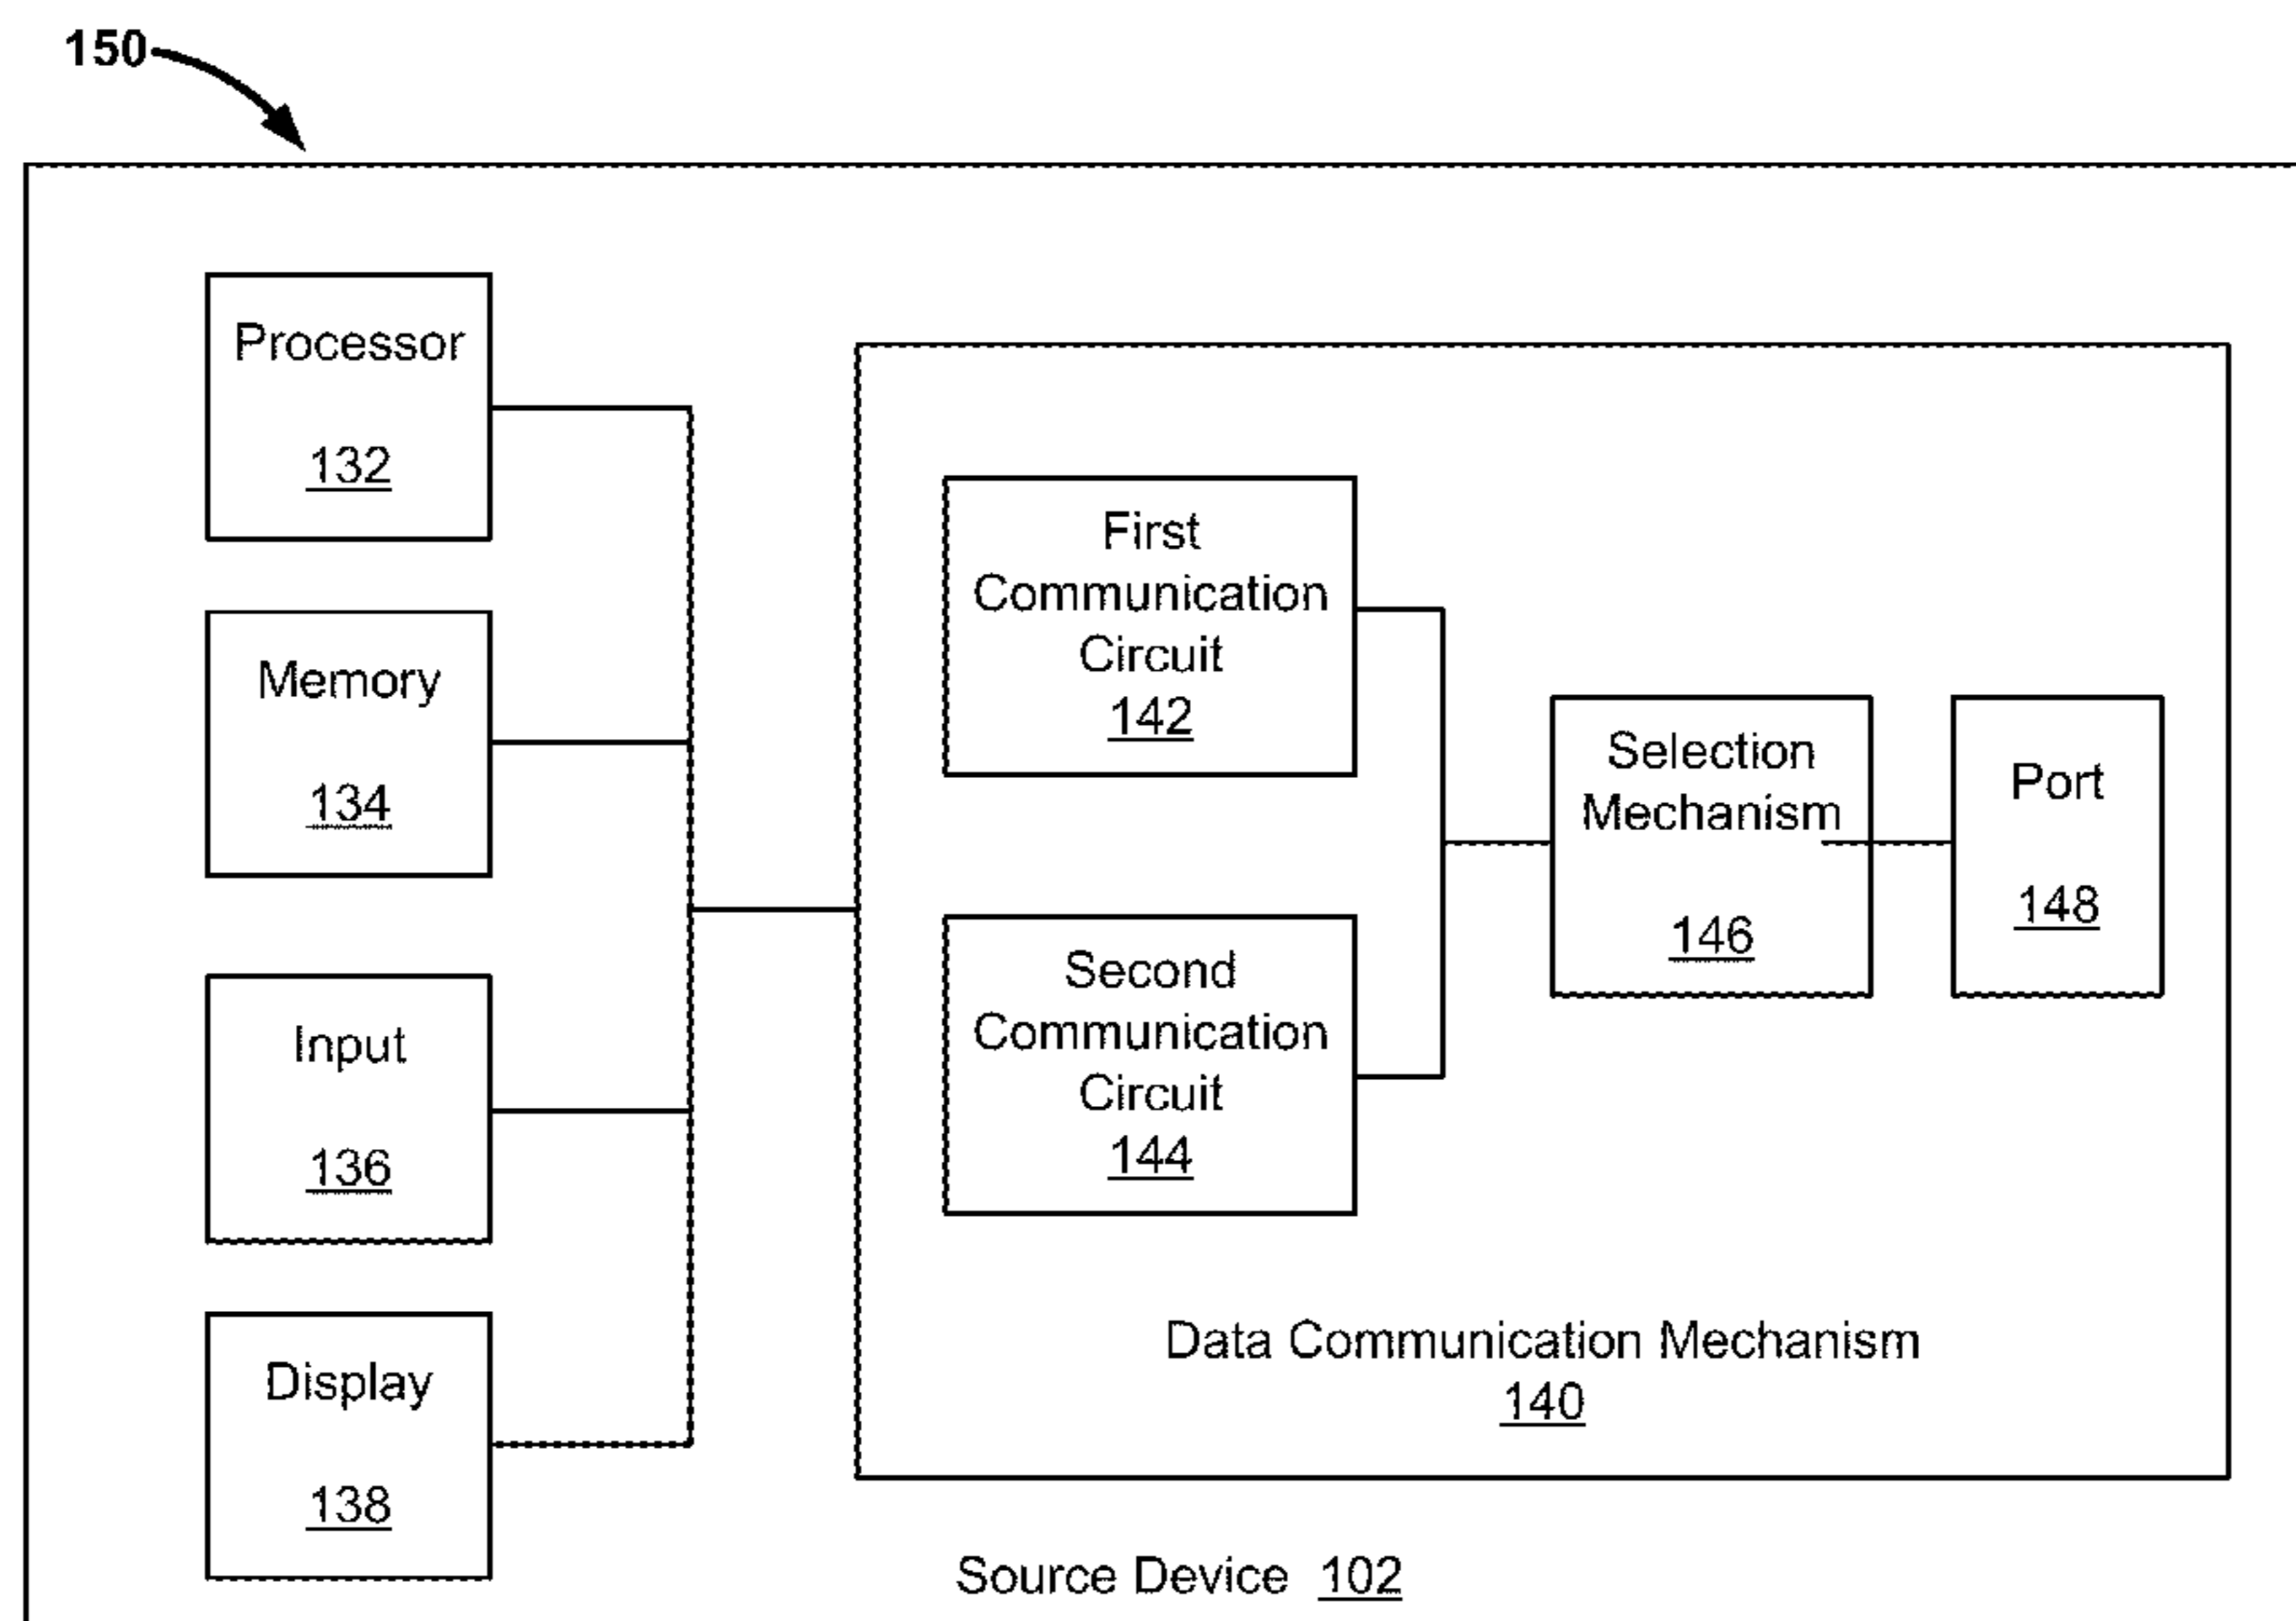 150
Processor
132
Memory
134
Input
136
Display
138
First
Communication
Circuit
142
Second
Communication
Circuit
144
Selection
Mechanism
146
Port
148
Data Communication Mechanism
140
Source Device 102